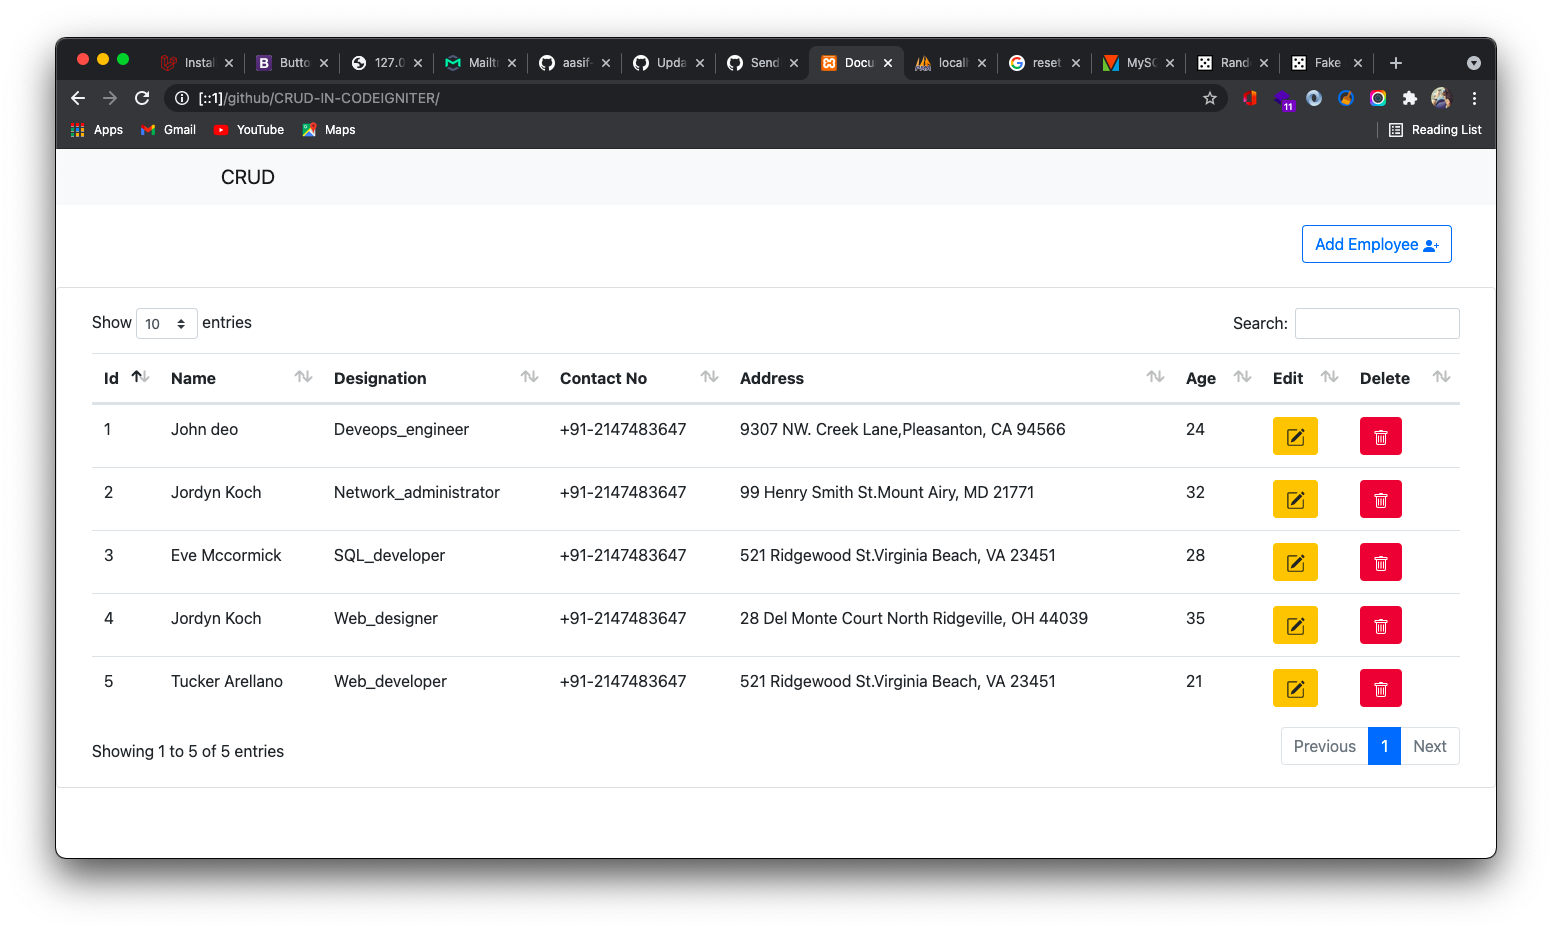 Instal Butto 127.0 Mailt aasif- Upda Send Docu locall reset MySC Rand Fake
[::1]/github/CRUD-IN-CODEIGNITER/ 11
Apps Gmail YouTube Maps Reading List
CRUD
Add Employee
Show 10 entries Search:
Id Name Designation Contact No Address Age Edit Delete
1 John deo Deveops_engineer +91-2147483647 9307 NW. Creek Lane,Pleasanton, CA 94566 24
2 Jordyn Koch Network_administrator +91-2147483647 99 Henry Smith St.Mount Airy, MD 21771 32
3 Eve Mccormick SQL_developer +91-2147483647 521 Ridgewood St.Virginia Beach, VA 23451 28
4 Jordyn Koch Web_designer +91-2147483647 28 Del Monte Court North Ridgeville, OH 44039 35
5 Tucker Arellano Web_developer +91-2147483647 521 Ridgewood St.Virginia Beach, VA 23451 21
Showing 1 to 5 of 5 entries Previous 1 Next